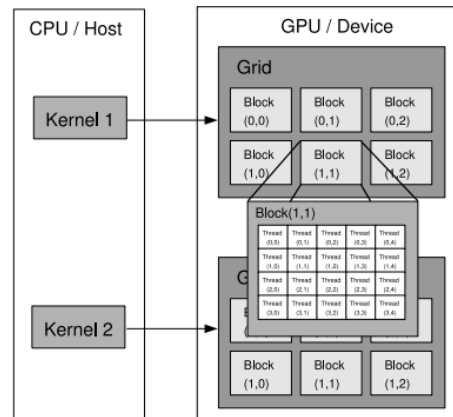 CPU / Host
GPU / Device
Grid
Kernel 1
Block
(0,0)
Block
(0,1)
Block
(0,2)
Block
(1,0)
Block
(1,1)
Block
(1,2)
Block(1,1)
Thread
(0,0)
Thread
(0,1)
Thread
(0,2)
Thread
(0,3)
Thread
(0,4)
Thread
(1,0)
Thread
(1,1)
Thread
(1,2)
Thread
(1,3)
Thread
(1,4)
Thread
(2,0)
Thread
(2,1)
Thread
(2,2)
Thread
(2,3)
Thread
(2,4)
Thread
(3,0)
Thread
(3,1)
Thread
(3,2)
Thread
(3,3)
Thread
(3,4)
Kernel 2
Block
(1,0)
Block
(1,1)
Block
(1,2)